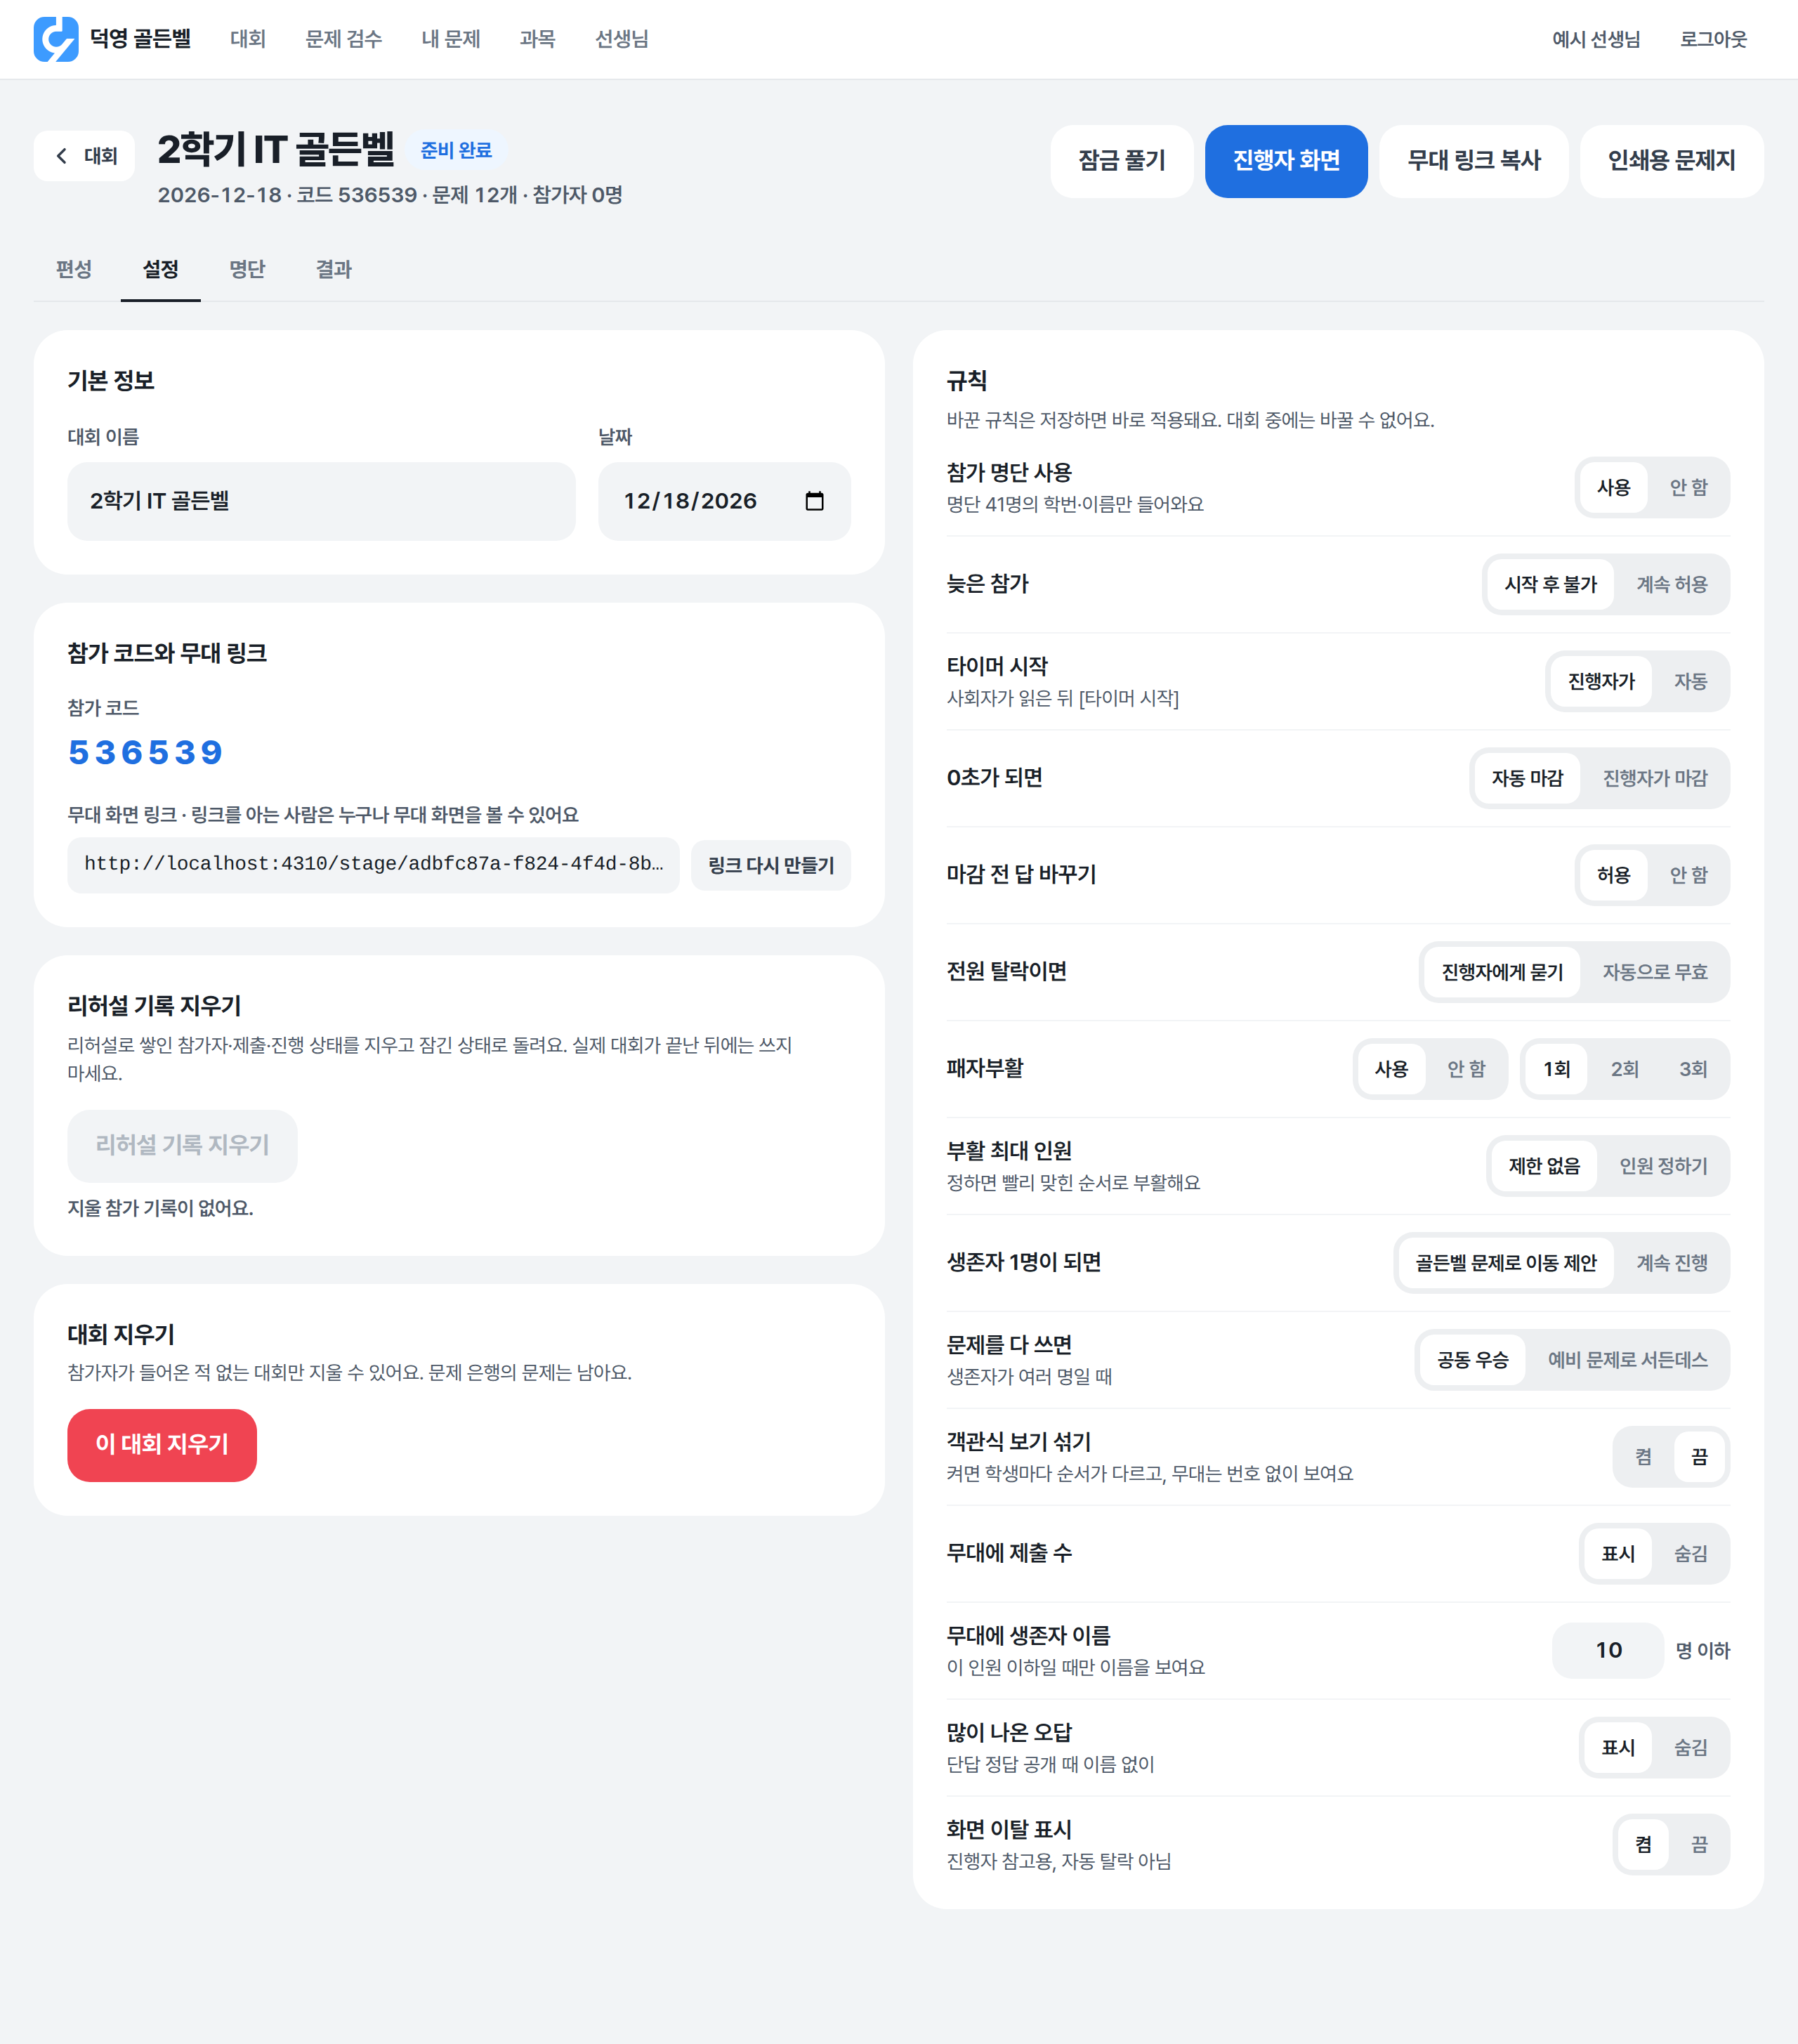 덕영 골든벨
대회
문제 검수
내 문제
과목
선생님
예시 선생님
로그아웃
대회
2학기 IT 골든벨
준비 완료
2026-12-18 · 코드 536539 · 문제 12개 · 참가자 0명
잠금 풀기
진행자 화면
무대 링크 복사
인쇄용 문제지
편성
설정
명단
결과
기본 정보
대회 이름
날짜
2학기 IT 골든벨
12/18/2026
참가 코드와 무대 링크
참가 코드
536539
무대 화면 링크 · 링크를 아는 사람은 누구나 무대 화면을 볼 수 있어요
http://localhost:4310/stage/adbfc87a-f824-4f4d-8b…
링크 다시 만들기
리허설 기록 지우기
리허설로 쌓인 참가자·제출·진행 상태를 지우고 잠긴 상태로 돌려요. 실제 대회가 끝난 뒤에는 쓰지
마세요.
리허설 기록 지우기
지울 참가 기록이 없어요.
대회 지우기
참가자가 들어온 적 없는 대회만 지울 수 있어요. 문제 은행의 문제는 남아요.
이 대회 지우기
규칙
바꾼 규칙은 저장하면 바로 적용돼요. 대회 중에는 바꿀 수 없어요.
참가 명단 사용
명단 41명의 학번·이름만 들어와요
사용
안 함
늦은 참가
시작 후 불가
계속 허용
타이머 시작
사회자가 읽은 뒤 [타이머 시작]
진행자가
자동
0초가 되면
자동 마감
진행자가 마감
마감 전 답 바꾸기
허용
안 함
전원 탈락이면
진행자에게 묻기
자동으로 무효
패자부활
사용
안 함
1회
2회
3회
부활 최대 인원
정하면 빨리 맞힌 순서로 부활해요
제한 없음
인원 정하기
생존자 1명이 되면
골든벨 문제로 이동 제안
계속 진행
문제를 다 쓰면
생존자가 여러 명일 때
공동 우승
예비 문제로 서든데스
객관식 보기 섞기
켜면 학생마다 순서가 다르고, 무대는 번호 없이 보여요
켬
끔
무대에 제출 수
표시
숨김
무대에 생존자 이름
이 인원 이하일 때만 이름을 보여요
10
명 이하
많이 나온 오답
단답 정답 공개 때 이름 없이
표시
숨김
화면 이탈 표시
진행자 참고용, 자동 탈락 아님
켬
끔